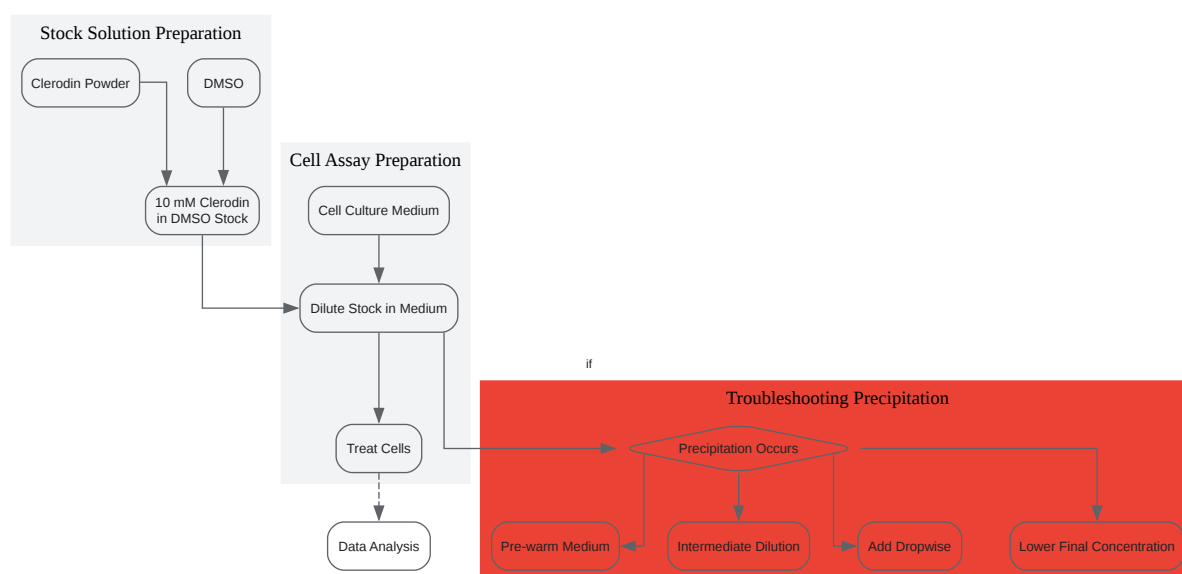 Stock Solution Preparation
Clerodin Powder
DMSO
10 mM Clerodin
in DMSO Stock
Cell Assay Preparation
Cell Culture Medium
Dilute Stock in Medium
Treat Cells
Data Analysis
if
Troubleshooting Precipitation
Precipitation Occurs
Pre-warm Medium
Intermediate Dilution
Add Dropwise
Lower Final Concentration